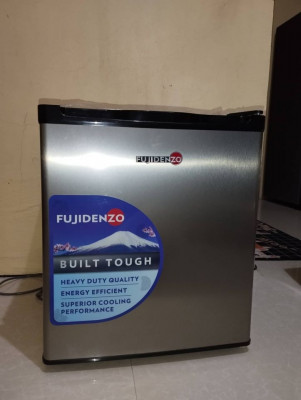 FUJIDENZO
FUJIDENZO
BUILT TOUGH
HEAVY DUTY QUALITY
ENERGY EFFICIENT
SUPERIOR COOLING
PERFORMANCE